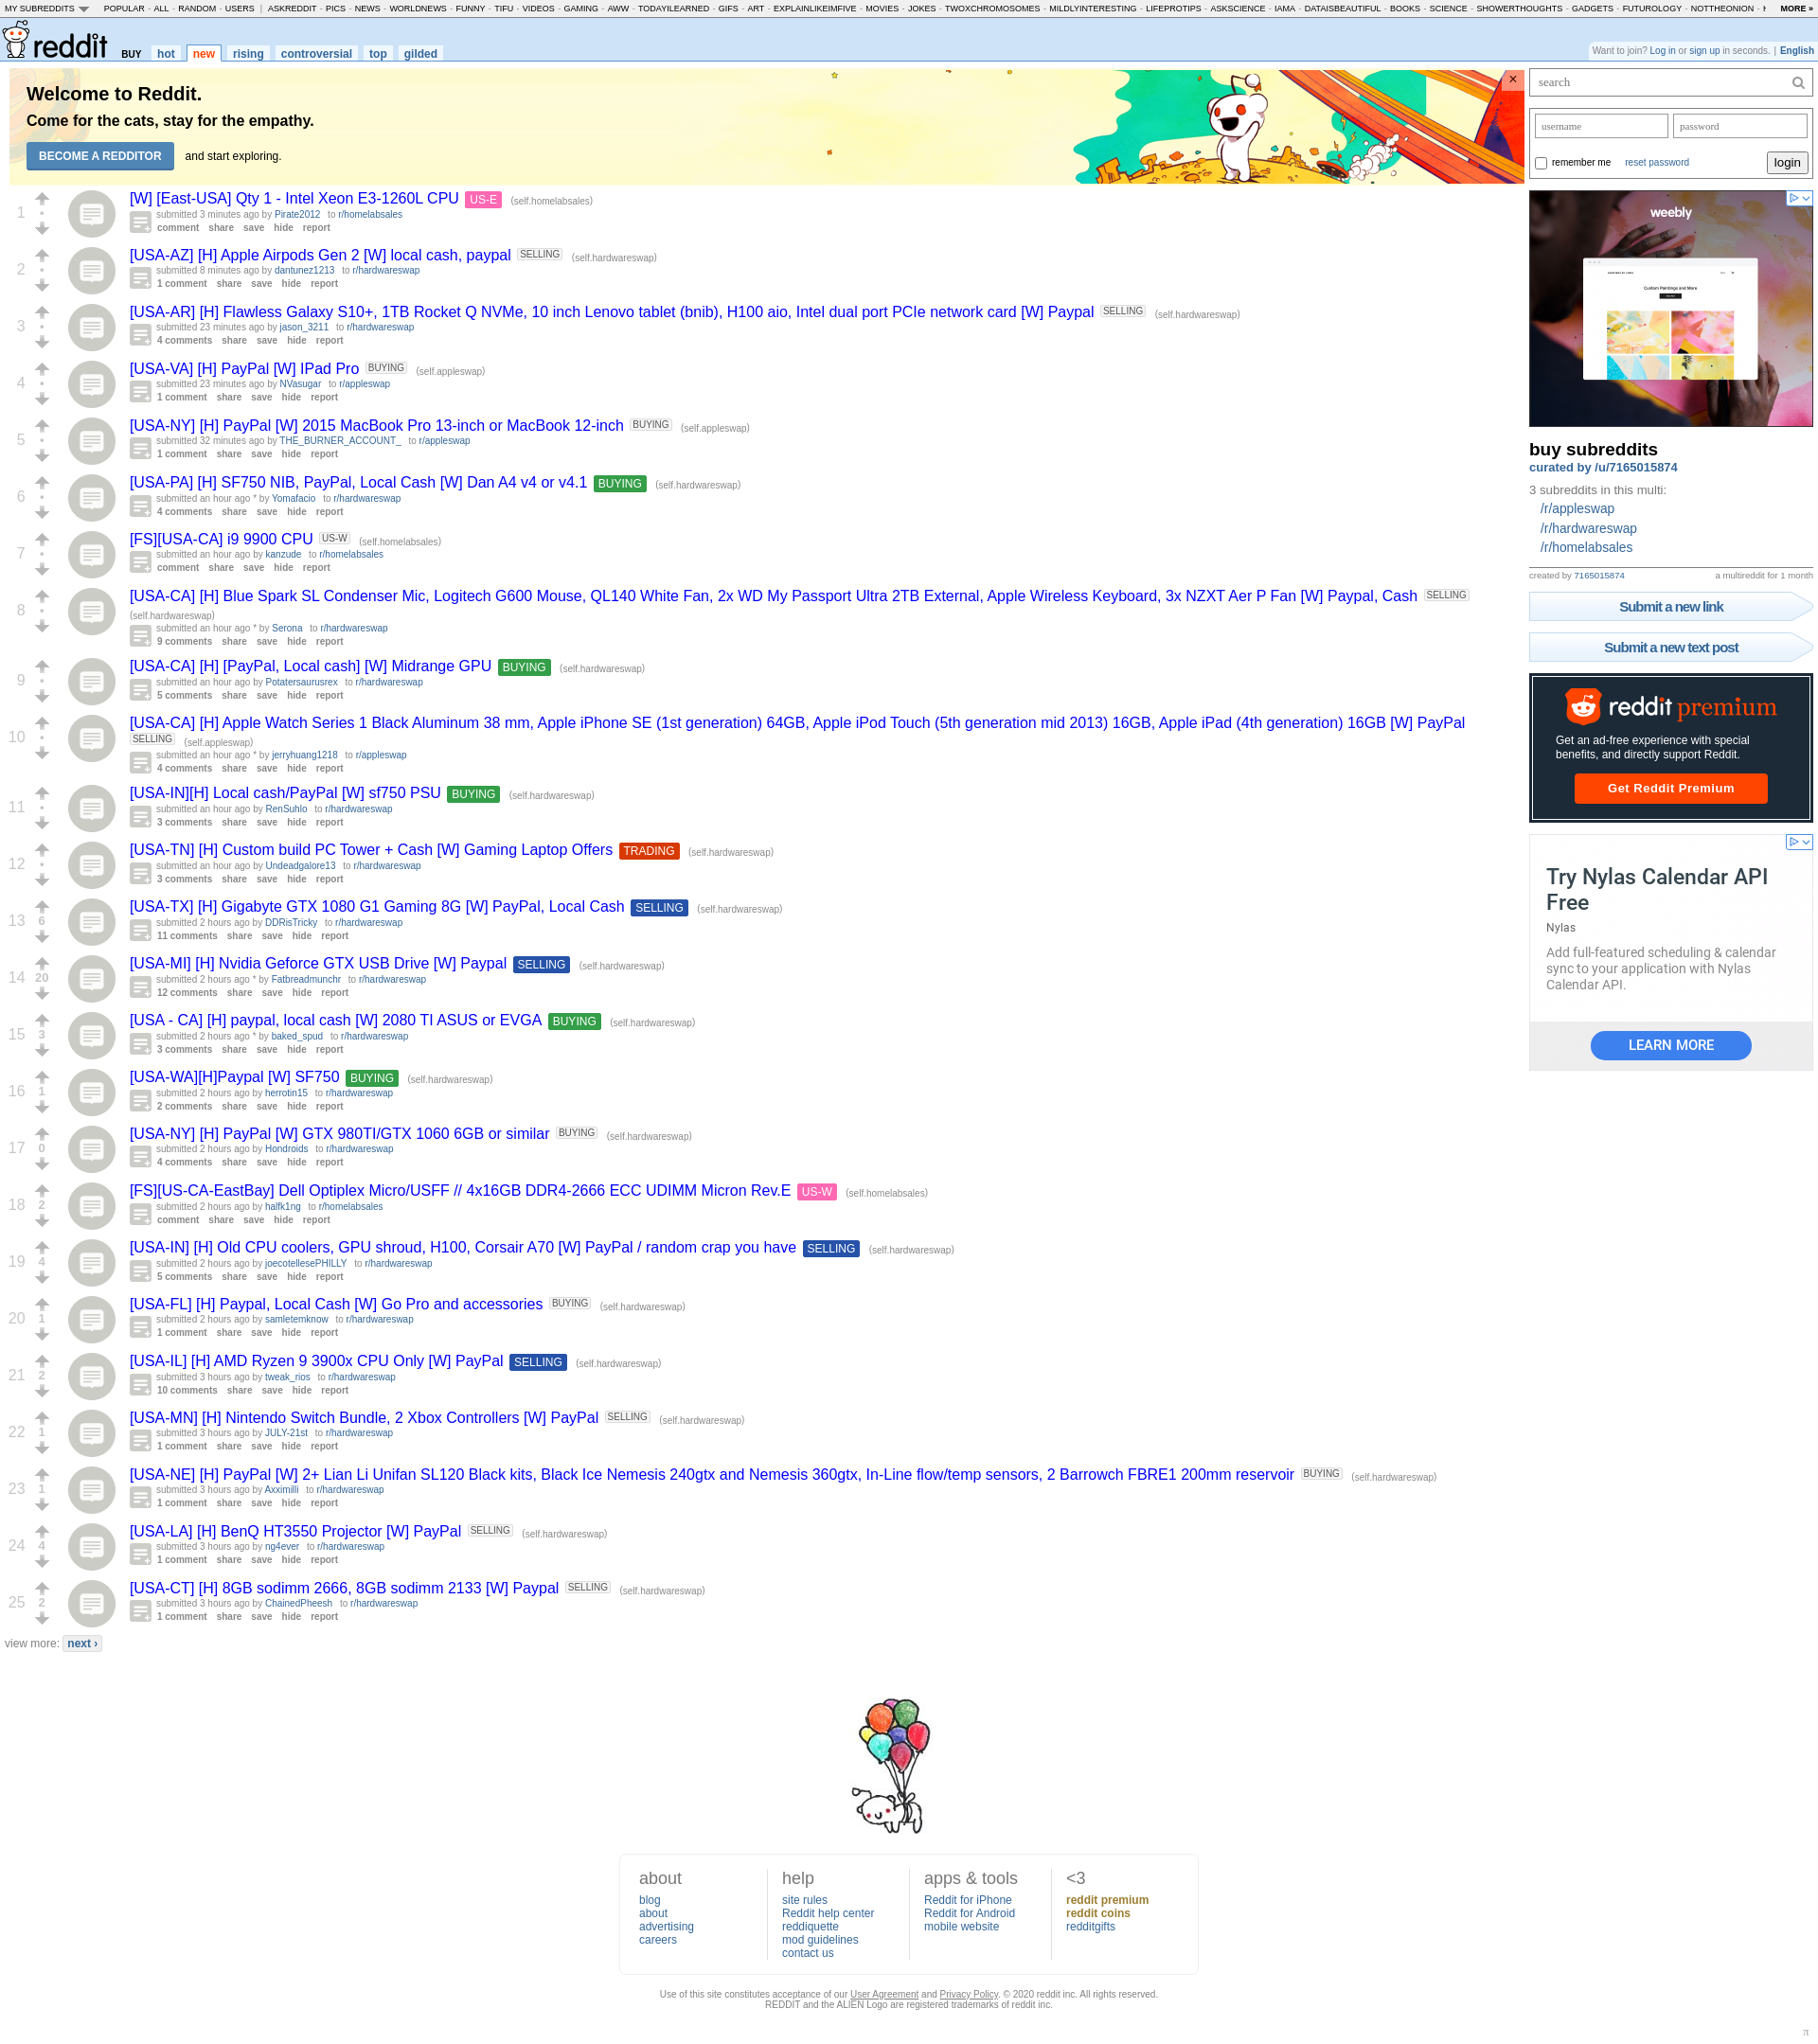 MY SUBREDDITS POPULAR - ALL - RANDOM - USERS | ASKREDDIT - PICS - NEWS - WORLDNEWS - FUNNY - TIFU - VIDEOS - GAMING - AWW - TODAYILEARNED - GIFS - ART - EXPLAINLIKEIMFIVE - MOVIES - JOKES - TWOXCHROMOSOMES - MILDLYINTERESTING - LIFEPROTIPS - ASKSCIENCE - IAMA - DATAISBEAUTIFUL - BOOKS - SCIENCE - SHOWERTHOUGHTS - GADGETS - FUTUROLOGY - NOTTHEONION - MORE »
reddit BUY hot new rising controversial top gilded
Want to join? Log in or sign up in seconds. | English
Welcome to Reddit.
Come for the cats, stay for the empathy.
BECOME A REDDITOR and start exploring.
1
[W] [East-USA] Qty 1 - Intel Xeon E3-1260L CPU US-E (self.homelabsales)
submitted 3 minutes ago by Pirate2012 to r/homelabsales
comment share save hide report
2
[USA-AZ] [H] Apple Airpods Gen 2 [W] local cash, paypal SELLING (self.hardwareswap)
submitted 8 minutes ago by dantunez1213 to r/hardwareswap
1 comment share save hide report
3
[USA-AR] [H] Flawless Galaxy S10+, 1TB Rocket Q NVMe, 10 inch Lenovo tablet (bnib), H100 aio, Intel dual port PCIe network card [W] Paypal SELLING (self.hardwareswap)
submitted 23 minutes ago by jason_3211 to r/hardwareswap
4 comments share save hide report
4
[USA-VA] [H] PayPal [W] IPad Pro BUYING (self.appleswap)
submitted 23 minutes ago by NVasugar to r/appleswap
1 comment share save hide report
5
[USA-NY] [H] PayPal [W] 2015 MacBook Pro 13-inch or MacBook 12-inch BUYING (self.appleswap)
submitted 32 minutes ago by THE_BURNER_ACCOUNT_ to r/appleswap
1 comment share save hide report
6
[USA-PA] [H] SF750 NIB, PayPal, Local Cash [W] Dan A4 v4 or v4.1 BUYING (self.hardwareswap)
submitted an hour ago * by Yomafacio to r/hardwareswap
4 comments share save hide report
7
[FS][USA-CA] i9 9900 CPU US-W (self.homelabsales)
submitted an hour ago by kanzude to r/homelabsales
comment share save hide report
8
[USA-CA] [H] Blue Spark SL Condenser Mic, Logitech G600 Mouse, QL140 White Fan, 2x WD My Passport Ultra 2TB External, Apple Wireless Keyboard, 3x NZXT Aer P Fan [W] Paypal, Cash SELLING
(self.hardwareswap)
submitted an hour ago * by Serona to r/hardwareswap
9 comments share save hide report
9
[USA-CA] [H] [PayPal, Local cash] [W] Midrange GPU BUYING (self.hardwareswap)
submitted an hour ago by Potatersaurusrex to r/hardwareswap
5 comments share save hide report
10
[USA-CA] [H] Apple Watch Series 1 Black Aluminum 38 mm, Apple iPhone SE (1st generation) 64GB, Apple iPod Touch (5th generation mid 2013) 16GB, Apple iPad (4th generation) 16GB [W] PayPal
SELLING (self.appleswap)
submitted an hour ago * by jerryhuang1218 to r/appleswap
4 comments share save hide report
11
[USA-IN][H] Local cash/PayPal [W] sf750 PSU BUYING (self.hardwareswap)
submitted an hour ago by RenSuhlo to r/hardwareswap
3 comments share save hide report
12
[USA-TN] [H] Custom build PC Tower + Cash [W] Gaming Laptop Offers TRADING (self.hardwareswap)
submitted an hour ago by Undeadgalore13 to r/hardwareswap
3 comments share save hide report
13 6
[USA-TX] [H] Gigabyte GTX 1080 G1 Gaming 8G [W] PayPal, Local Cash SELLING (self.hardwareswap)
submitted 2 hours ago by DDRisTricky to r/hardwareswap
11 comments share save hide report
14 20
[USA-MI] [H] Nvidia Geforce GTX USB Drive [W] Paypal SELLING (self.hardwareswap)
submitted 2 hours ago * by Fatbreadmunchr to r/hardwareswap
12 comments share save hide report
15 3
[USA - CA] [H] paypal, local cash [W] 2080 TI ASUS or EVGA BUYING (self.hardwareswap)
submitted 2 hours ago * by baked_spud to r/hardwareswap
3 comments share save hide report
16 1
[USA-WA][H]Paypal [W] SF750 BUYING (self.hardwareswap)
submitted 2 hours ago by herrotin15 to r/hardwareswap
2 comments share save hide report
17 0
[USA-NY] [H] PayPal [W] GTX 980TI/GTX 1060 6GB or similar BUYING (self.hardwareswap)
submitted 2 hours ago by Hondroids to r/hardwareswap
4 comments share save hide report
18 2
[FS][US-CA-EastBay] Dell Optiplex Micro/USFF // 4x16GB DDR4-2666 ECC UDIMM Micron Rev.E US-W (self.homelabsales)
submitted 2 hours ago by halfk1ng to r/homelabsales
comment share save hide report
19 4
[USA-IN] [H] Old CPU coolers, GPU shroud, H100, Corsair A70 [W] PayPal / random crap you have SELLING (self.hardwareswap)
submitted 2 hours ago by joecotellesePHILLY to r/hardwareswap
5 comments share save hide report
20 1
[USA-FL] [H] Paypal, Local Cash [W] Go Pro and accessories BUYING (self.hardwareswap)
submitted 2 hours ago by samletemknow to r/hardwareswap
1 comment share save hide report
21 2
[USA-IL] [H] AMD Ryzen 9 3900x CPU Only [W] PayPal SELLING (self.hardwareswap)
submitted 3 hours ago by tweak_rios to r/hardwareswap
10 comments share save hide report
22 1
[USA-MN] [H] Nintendo Switch Bundle, 2 Xbox Controllers [W] PayPal SELLING (self.hardwareswap)
submitted 3 hours ago by JULY-21st to r/hardwareswap
1 comment share save hide report
23 1
[USA-NE] [H] PayPal [W] 2+ Lian Li Unifan SL120 Black kits, Black Ice Nemesis 240gtx and Nemesis 360gtx, In-Line flow/temp sensors, 2 Barrowch FBRE1 200mm reservoir BUYING (self.hardwareswap)
submitted 3 hours ago by Axximilli to r/hardwareswap
1 comment share save hide report
24 4
[USA-LA] [H] BenQ HT3550 Projector [W] PayPal SELLING (self.hardwareswap)
submitted 3 hours ago by ng4ever to r/hardwareswap
1 comment share save hide report
25 2
[USA-CT] [H] 8GB sodimm 2666, 8GB sodimm 2133 [W] Paypal SELLING (self.hardwareswap)
submitted 3 hours ago by ChainedPheesh to r/hardwareswap
1 comment share save hide report
view more: next ›
search
username password
remember me reset password login
weebly
Custom Paintings and More
buy subreddits
curated by /u/7165015874
3 subreddits in this multi:
/r/appleswap
/r/hardwareswap
/r/homelabsales
created by 7165015874 a multireddit for 1 month
Submit a new link
Submit a new text post
reddit premium
Get an ad-free experience with special
benefits, and directly support Reddit.
Get Reddit Premium
Try Nylas Calendar API
Free
Nylas
Add full-featured scheduling & calendar
sync to your application with Nylas
Calendar API.
LEARN MORE
about
blog
about
advertising
careers
help
site rules
Reddit help center
reddiquette
mod guidelines
contact us
apps & tools
Reddit for iPhone
Reddit for Android
mobile website
<3
reddit premium
reddit coins
redditgifts
Use of this site constitutes acceptance of our User Agreement and Privacy Policy. © 2020 reddit inc. All rights reserved.
REDDIT and the ALIEN Logo are registered trademarks of reddit inc.
π